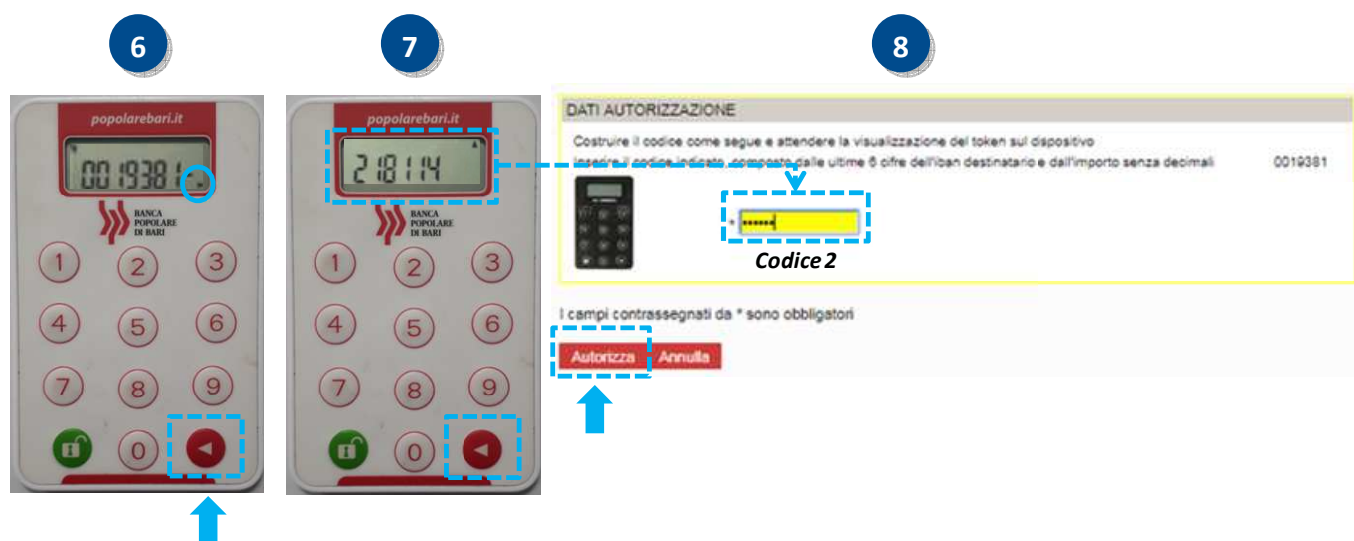 6
7
8
popolarebari.it
0019381
BANCA
POPOLARE
DI BARI
1
2
3
4
5
6
7
8
9
0
popolarebari.it
218114
BANCA
POPOLARE
DI BARI
1
2
3
4
5
6
7
8
9
0
DATI AUTORIZZAZIONE
Costruire il codice come segue e attendere la visualizzazione del token sul dispositivo
Inserire il codice indicato, composto dalle ultime 6 cifre dell'iban destinatario e dall'importo senza decimali 0019381
* ••••••
Codice 2
I campi contrassegnati da * sono obbligatori
Autorizza Annulla